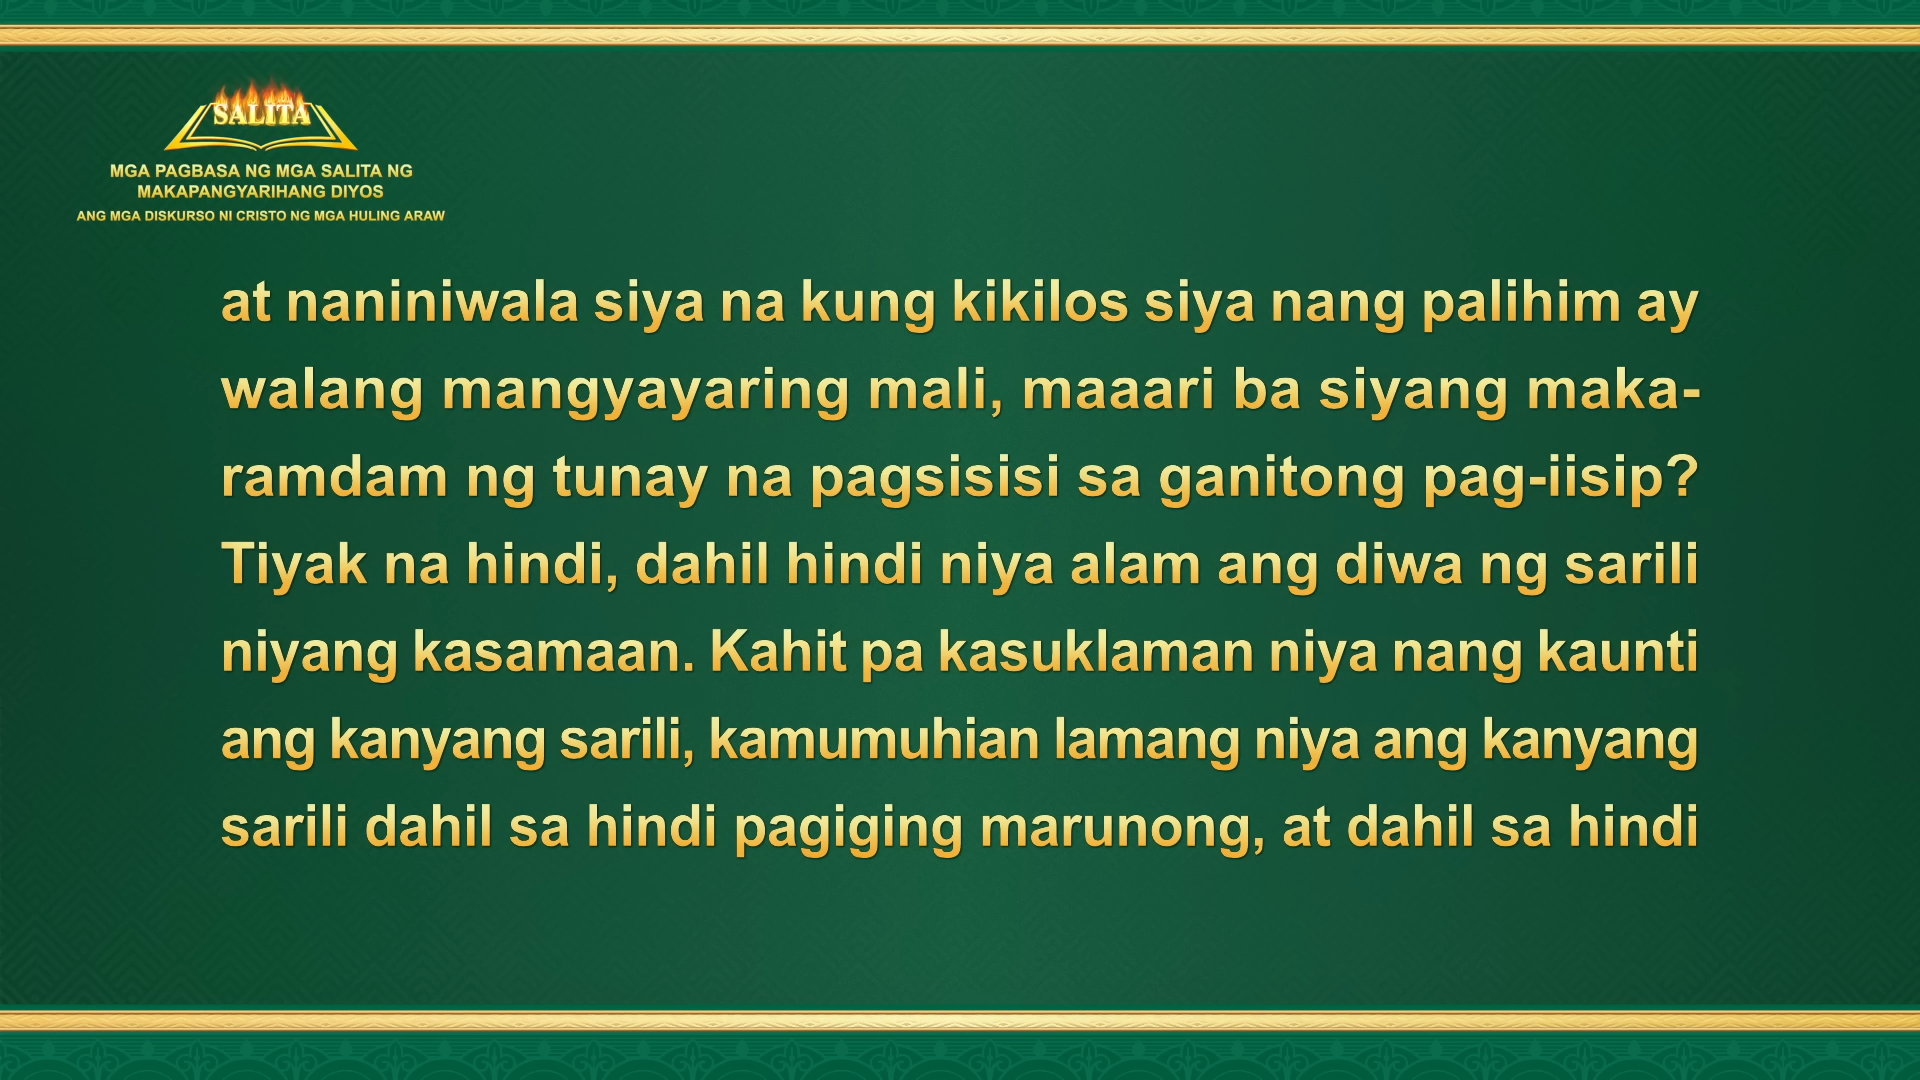 SALITA
MGA PAGBASA NG MGA SALITA NG
MAKAPANGYARIHANG DIYOS
ANG MGA DISKURSO NI CRISTO NG MGA HULING ARAW
at naniniwala siya na kung kikilos siya nang palihim ay
walang mangyayaring mali, maaari ba siyang maka-
ramdam ng tunay na pagsisisi sa ganitong pag-iisip?
Tiyak na hindi, dahil hindi niya alam ang diwa ng sarili
niyang kasamaan. Kahit pa kasuklaman niya nang kaunti
ang kanyang sarili, kamumuhian lamang niya ang kanyang
sarili dahil sa hindi pagiging marunong, at dahil sa hindi